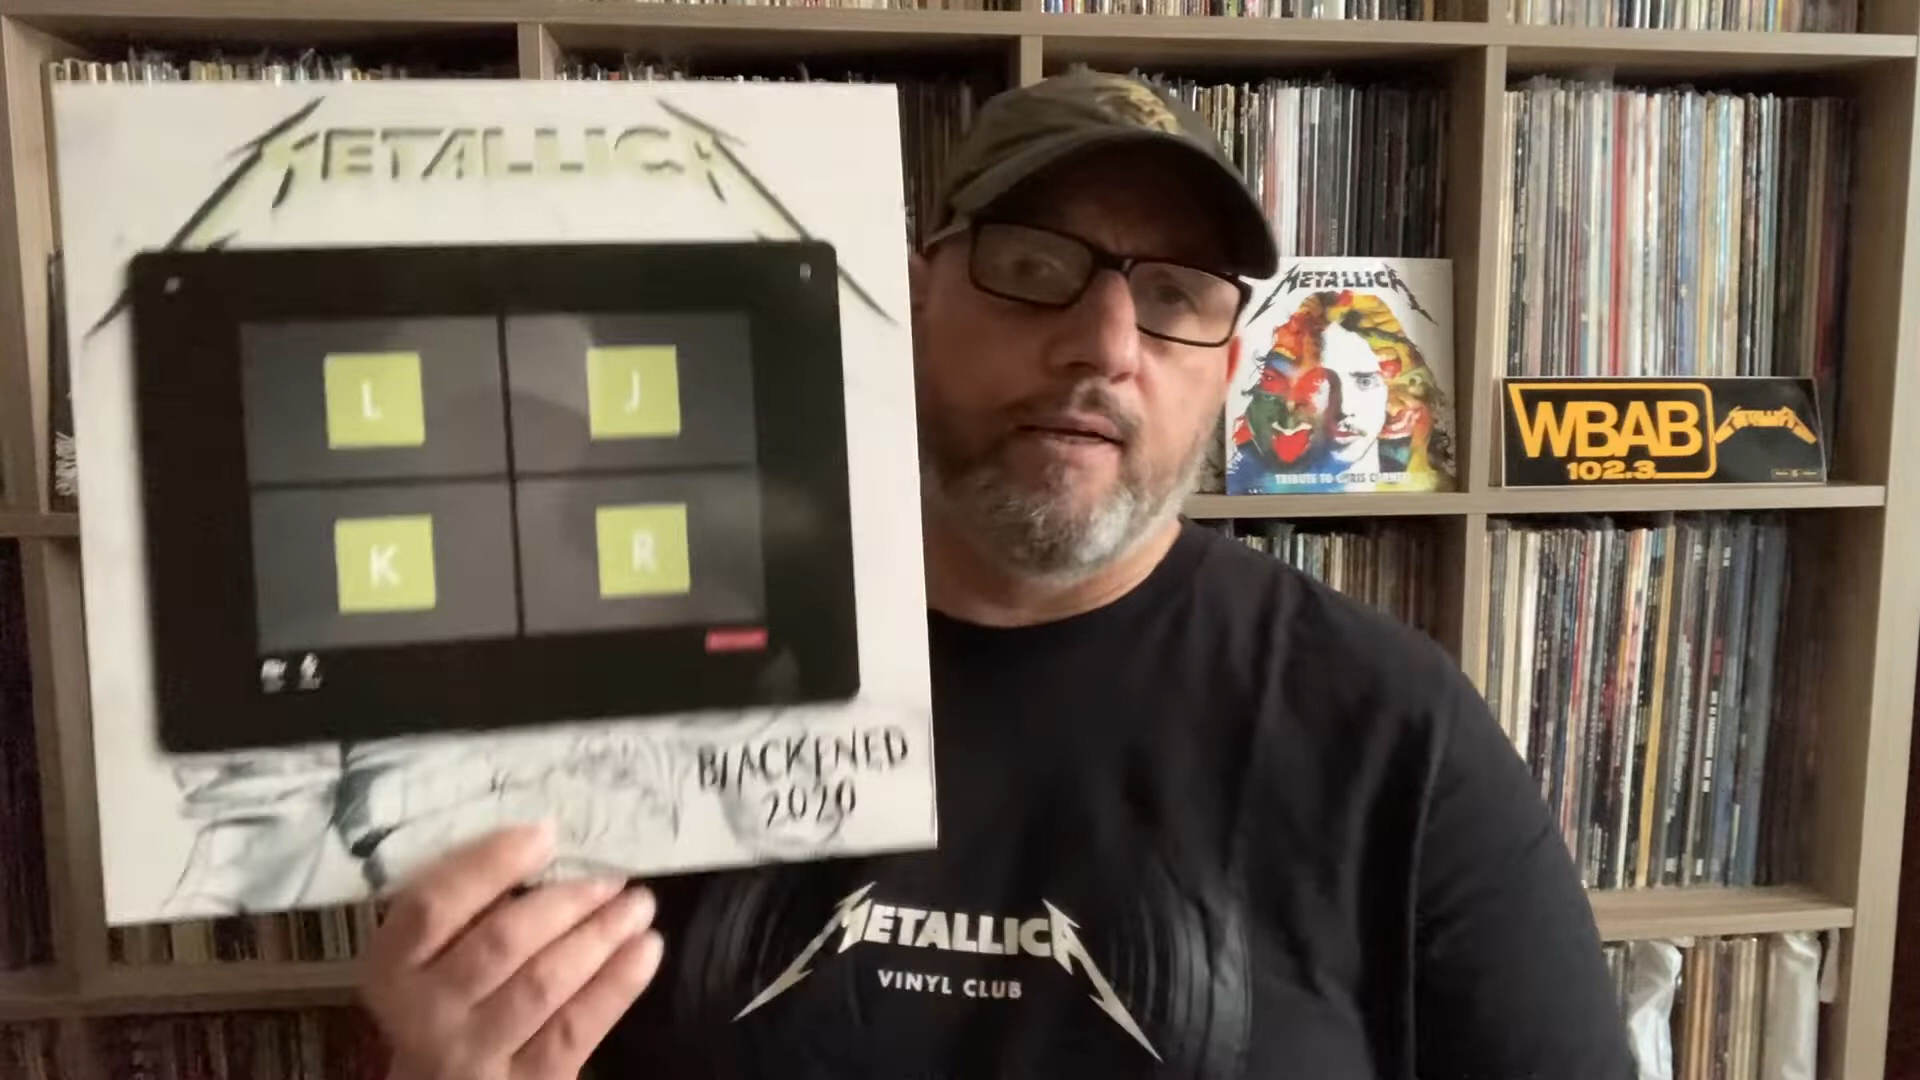 METALLICA
L
J
K
R
BLACKENED
2020
METALLICA
TRIBUTE TO CHRIS CORNELL
WBAB
102.3
METALLICA
METALLICA
VINYL CLUB